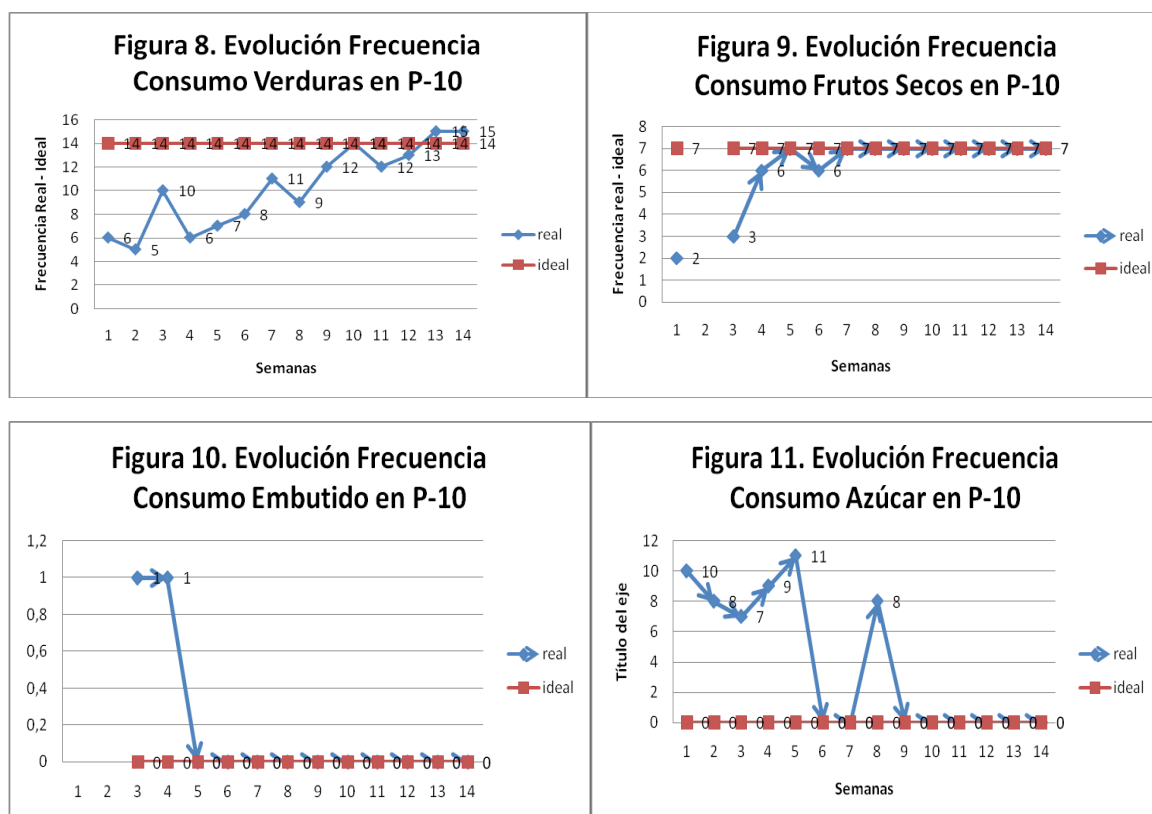 Figura 8. Evolución Frecuencia
Consumo Verduras en P-10
Frecuencia Real - Ideal
16
14
12
10
8
6
4
2
0
14 14 14 14 14 14 14 14 14 14 14 14 14 14
6 5 10 6 7 8 11 9 12 14 12 13 15 15
real
ideal
1 2 3 4 5 6 7 8 9 10 11 12 13 14
Semanas
Figura 9. Evolución Frecuencia
Consumo Frutos Secos en P-10
Frecuencia real - ideal
8
7
6
5
4
3
2
1
0
7 7 7 7 7 7 7 7 7 7 7 7 7
2 3 6 7 6 7 7 7 7 7 7 7 7
real
ideal
1 2 3 4 5 6 7 8 9 10 11 12 13 14
Semanas
Figura 10. Evolución Frecuencia
Consumo Embutido en P-10
1,2
1
0,8
0,6
0,4
0,2
0
1 1
0 0 0 0 0 0 0 0 0 0 0 0
real
ideal
1 2 3 4 5 6 7 8 9 10 11 12 13 14
Figura 11. Evolución Frecuencia
Consumo Azúcar en P-10
Título del eje
12
10
8
6
4
2
0
10 8 7 9 11 8
0 0 0 0 0 0 0 0 0 0 0 0 0 0
real
ideal
1 2 3 4 5 6 7 8 9 10 11 12 13 14
Semanas